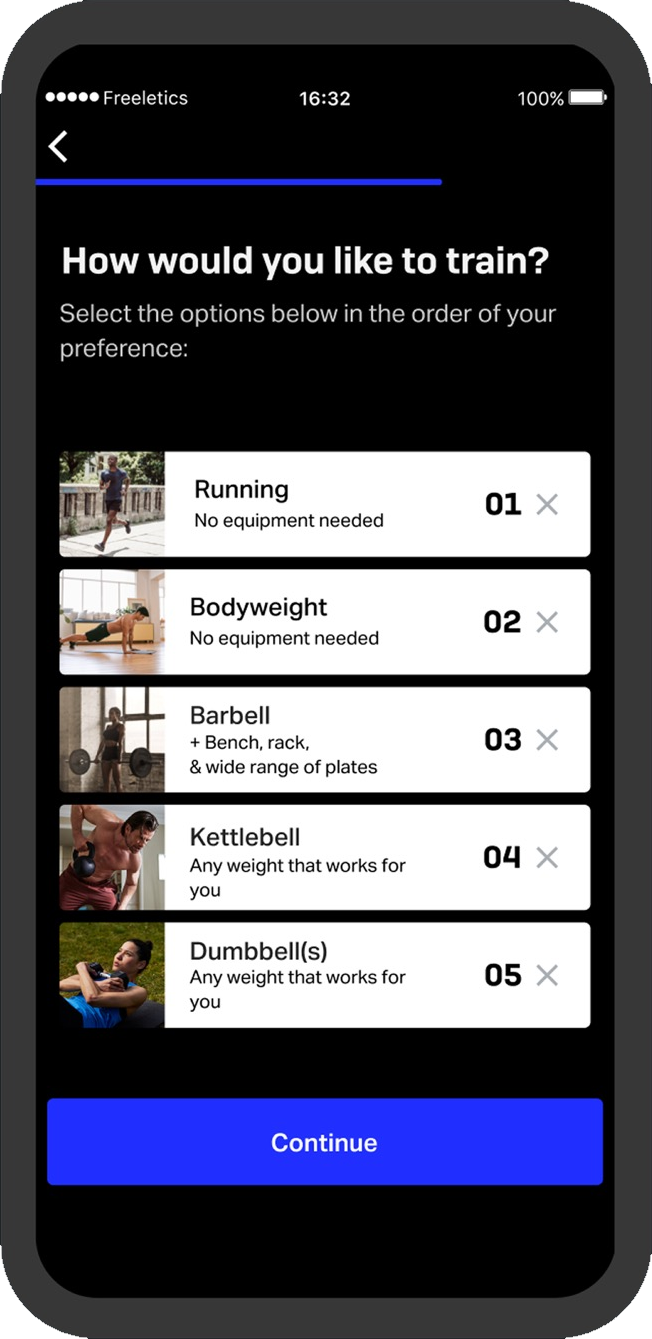 Freeletics 16:32 100%
How would you like to train?
Select the options below in the order of your
preference:
Running
No equipment needed
01
Bodyweight
No equipment needed
02
Barbell
+ Bench, rack,
& wide range of plates
03
Kettlebell
Any weight that works for
you
04
Dumbbell(s)
Any weight that works for
you
05
Continue